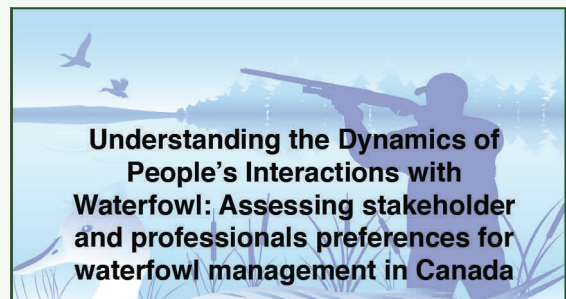 Understanding the Dynamics of
People's Interactions with
Waterfowl: Assessing stakeholder
and professionals preferences for
waterfowl management in Canada